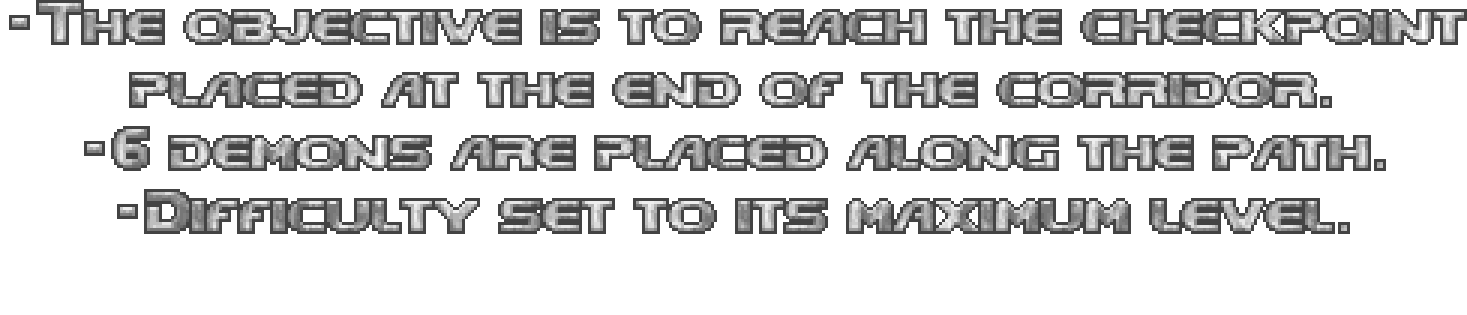 -The objective is to reach the checkpoint
placed at the end of the corridor.
-6 demons are placed along the path.
-Difficulty set to its maximum level.